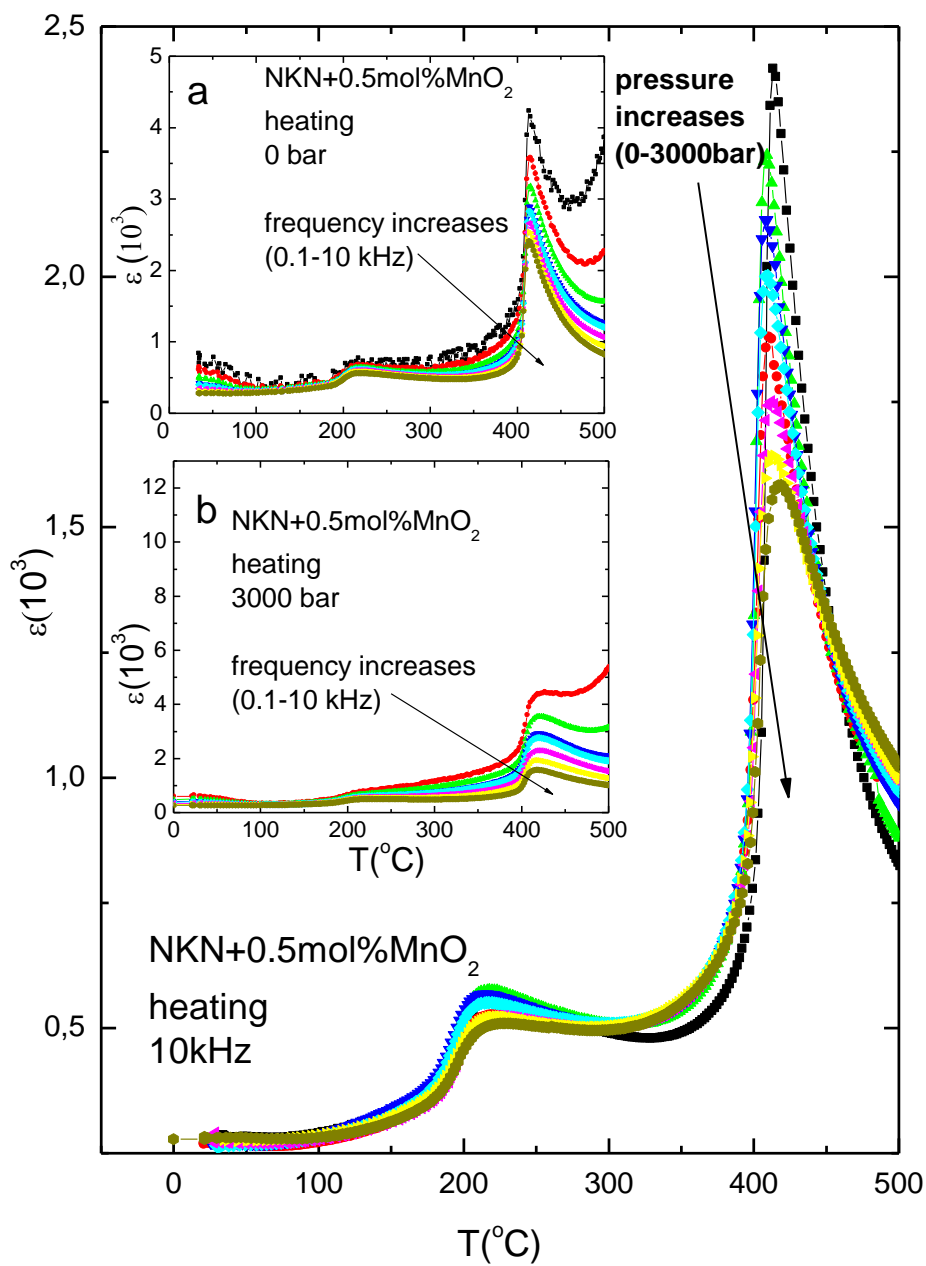 2,5
2.0
1.5
1.0
0,5
ε(10³)
0
100
200
300
400
500
T(°C)
pressure
increases
(0-3000bar)
NKN+0.5mol%MnO₂
heating
10kHz
a
NKN+0.5mol%MnO₂
heating
0 bar
frequency increases
(0.1-10 kHz)
5
4
3
2
1
0
ε (10³)
0
100
200
300
400
500
b
NKN+0.5mol%MnO₂
heating
3000 bar
frequency increases
(0.1-10 kHz)
12
10
8
6
4
2
0
ε (10³)
0
100
200
300
400
500
T(°C)